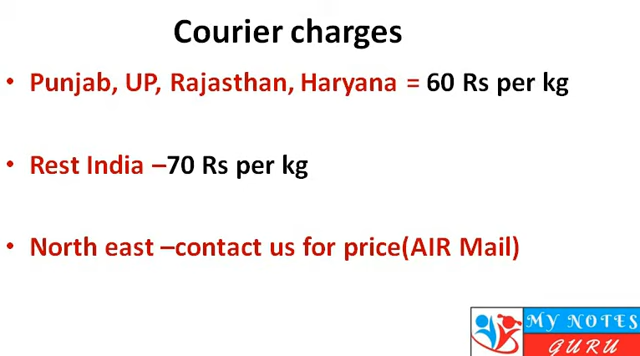 Courier charges
• Punjab, UP, Rajasthan, Haryana = 60 Rs per kg
• Rest India –70 Rs per kg
• North east –contact us for price(AIR Mail)
MY NOTES
GURU